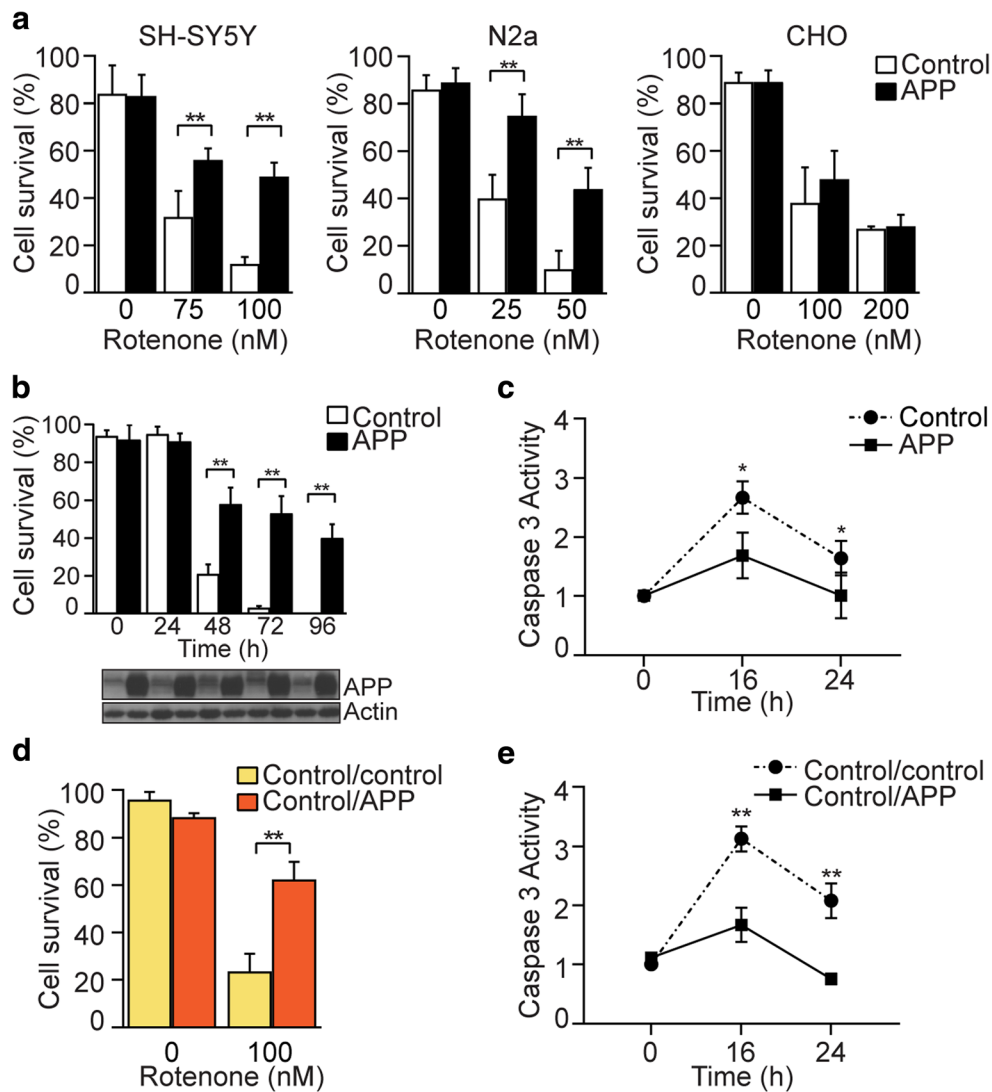 a
SH-SY5Y
N2a
CHO
Control
APP
Cell survival (%)
100
80
60
40
20
0
** **
0 75 100
Rotenone (nM)
Cell survival (%)
100
80
60
40
20
0
** **
0 25 50
Rotenone (nM)
Cell survival (%)
100
80
60
40
20
0
0 100 200
Rotenone (nM)
b
Control
APP
Cell survival (%)
100
80
60
40
20
0
** ** **
0 24 48 72 96
Time (h)
APP
Actin
c
Control
APP
Caspase 3 Activity
4
3
2
1
0
* *
0 16 24
Time (h)
d
Control/control
Control/APP
Cell survival (%)
100
80
60
40
20
0
**
0 100
Rotenone (nM)
e
Control/control
Control/APP
Caspase 3 Activity
4
3
2
1
0
** **
0 16 24
Time (h)